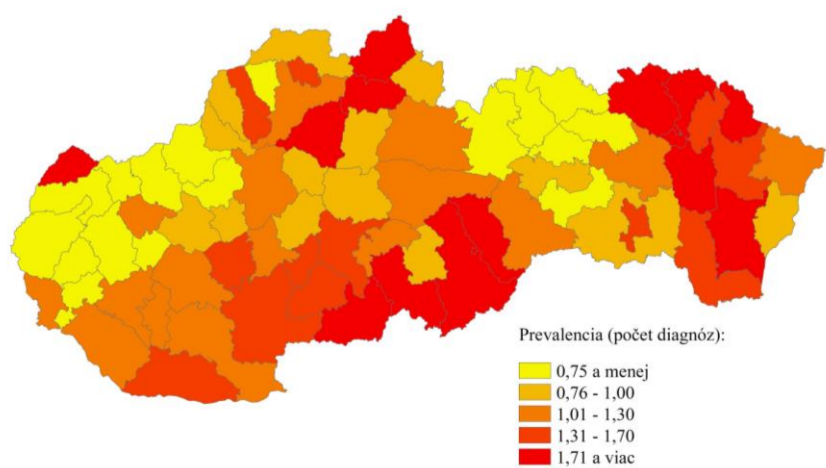 Prevalencia (počet diagnóz):
0,75 a menej
0,76 - 1,00
1,01 - 1,30
1,31 - 1,70
1,71 a viac